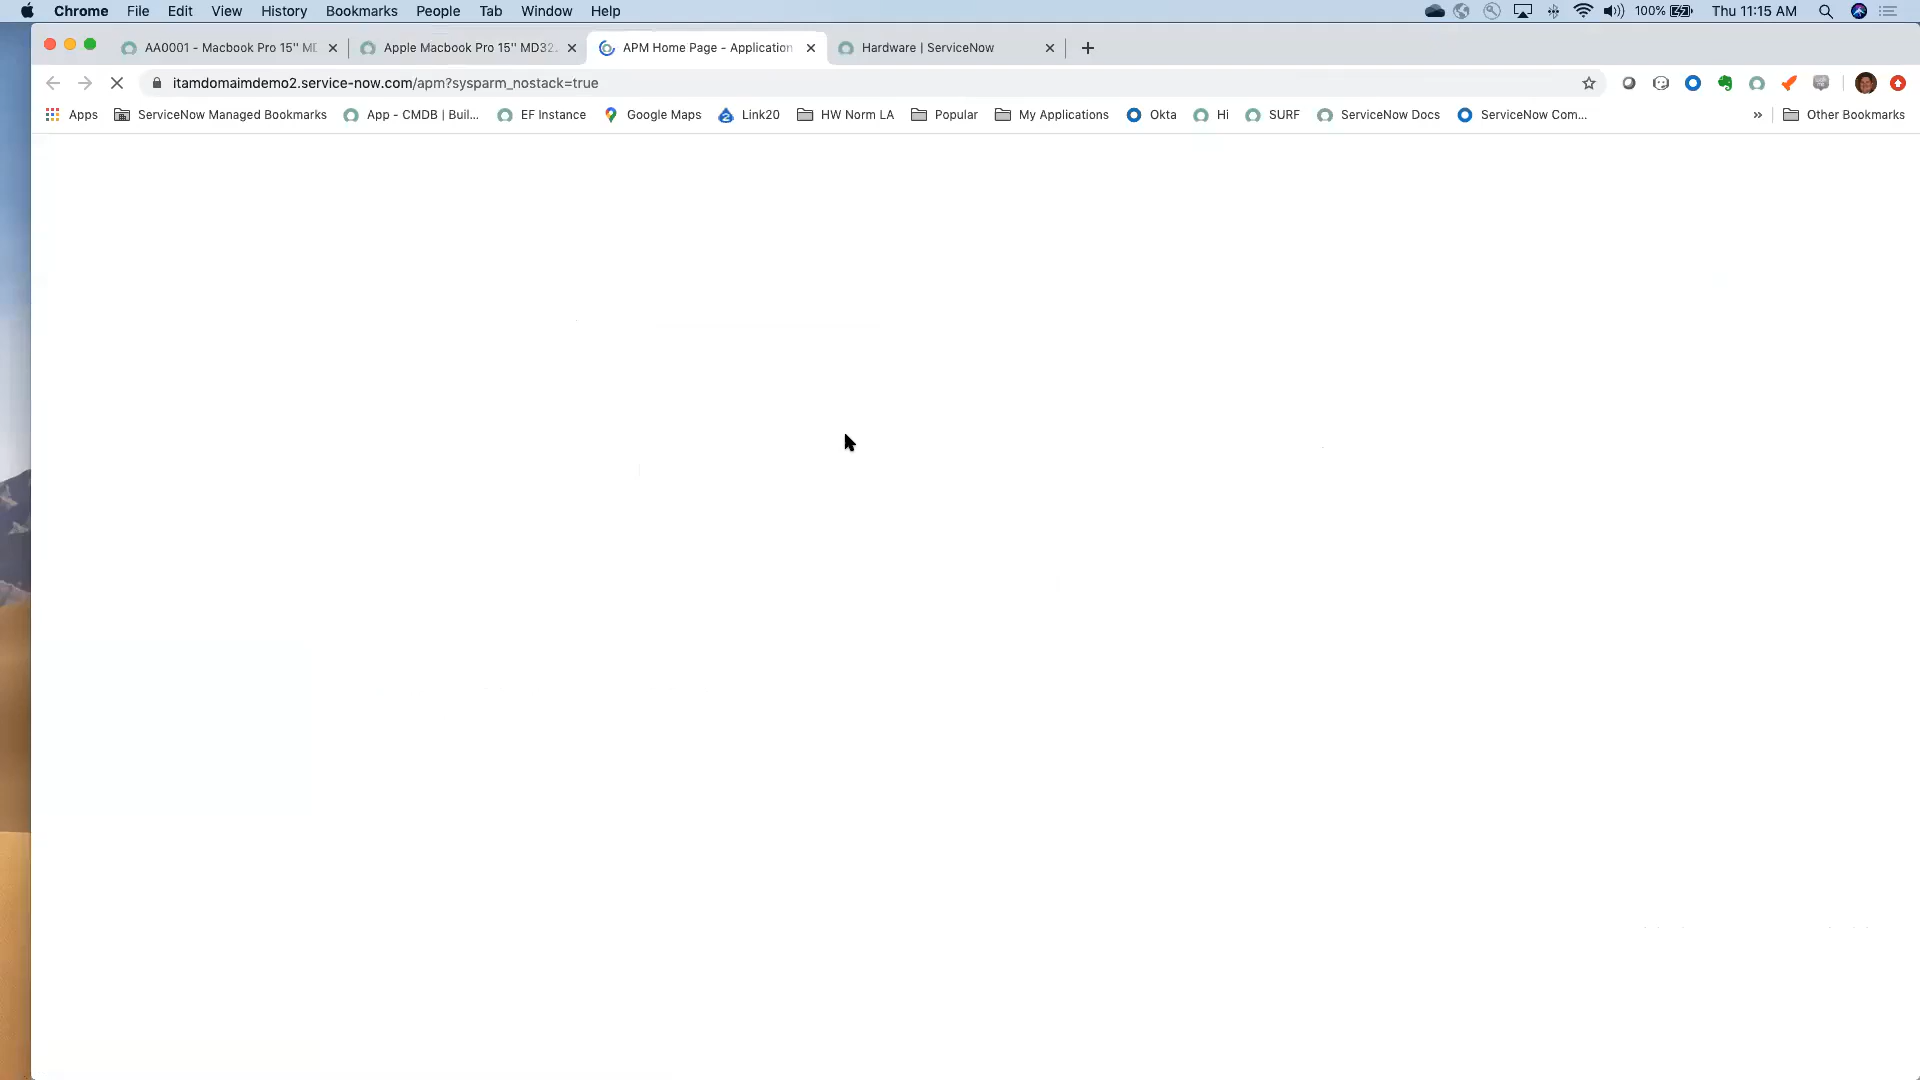 Chrome File Edit View History Bookmarks People Tab Window Help 100% Thu 11:15 AM
AA0001 - Macbook Pro 15" MD Apple Macbook Pro 15" MD32 APM Home Page - Application Hardware | ServiceNow
itamdomaimdemo2.service-now.com/apm?sysparm_nostack=true
Apps ServiceNow Managed Bookmarks App - CMDB | Buil... EF Instance Google Maps Link20 HW Norm LA Popular My Applications Okta Hi SURF ServiceNow Docs ServiceNow Com... » Other Bookmarks